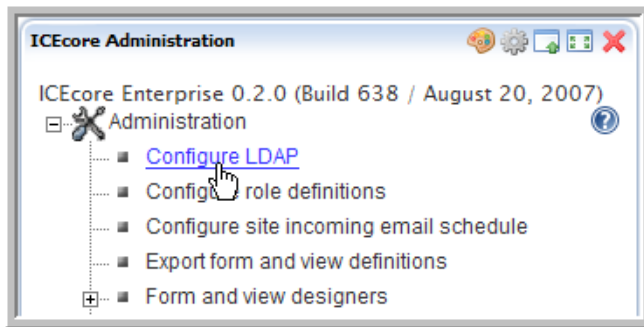 ICEcore Administration
ICEcore Enterprise 0.2.0 (Build 638 / August 20, 2007)
Administration
Configure LDAP
Configure role definitions
Configure site incoming email schedule
Export form and view definitions
Form and view designers